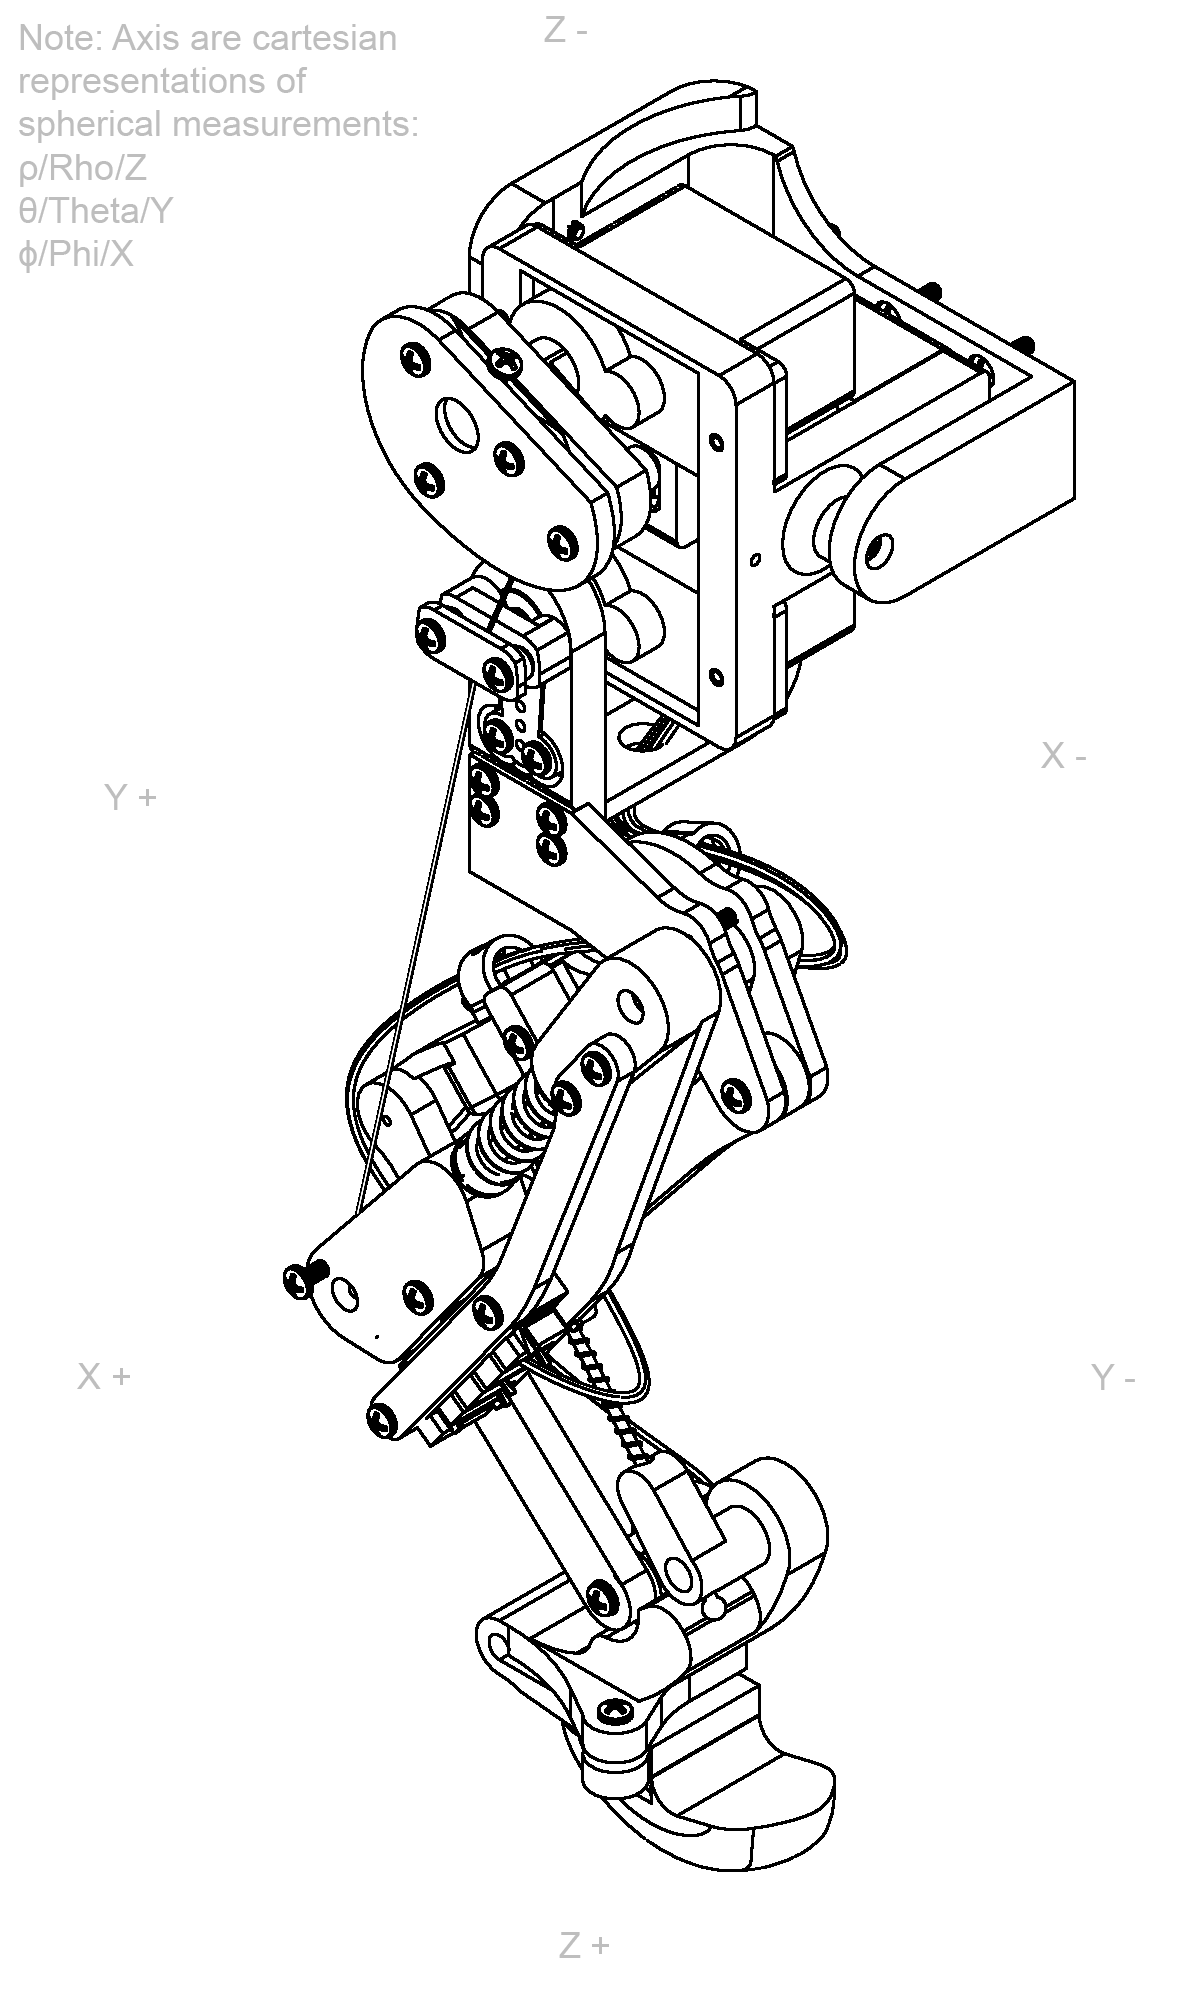 Note: Axis are cartesian
representations of
spherical measurements:
ρ/Rho/Z
θ/Theta/Y
ϕ/Phi/X
Z -
X -
Y +
X +
Y -
Z +